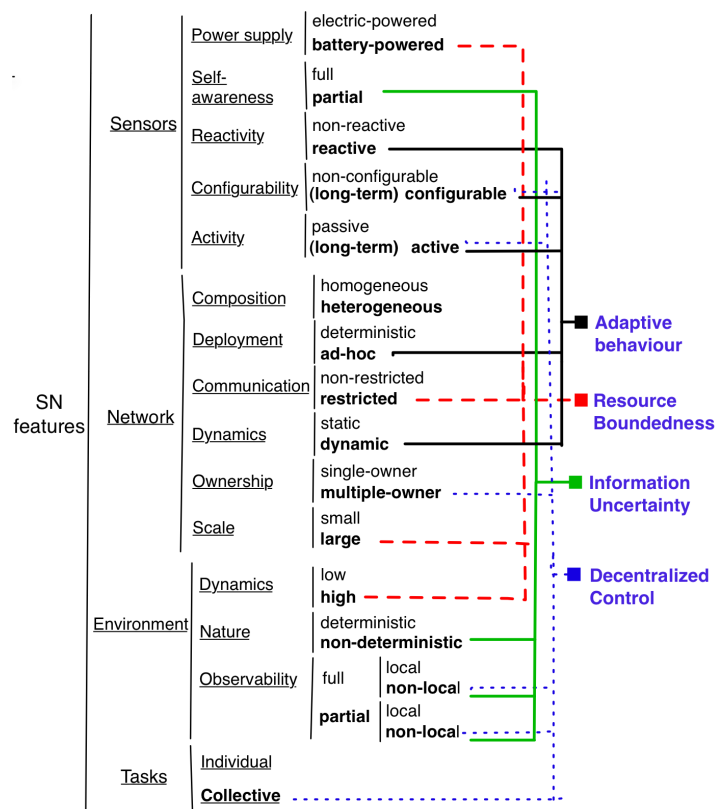 electric-powered
Power supply
battery-powered
Self-
awareness
full
partial
Sensors
Reactivity
non-reactive
reactive
Configurability
non-configurable
(long-term) configurable
Activity
passive
(long-term) active
Composition
homogeneous
heterogeneous
Deployment
deterministic
ad-hoc
Adaptive
behaviour
Communication
non-restricted
restricted
Resource
Boundedness
SN
features
Network
Dynamics
static
dynamic
Ownership
single-owner
multiple-owner
Information
Uncertainty
Scale
small
large
Dynamics
low
high
Decentralized
Control
Environment
Nature
deterministic
non-deterministic
Observability
full
local
non-local
partial
local
non-local
Tasks
Individual
Collective